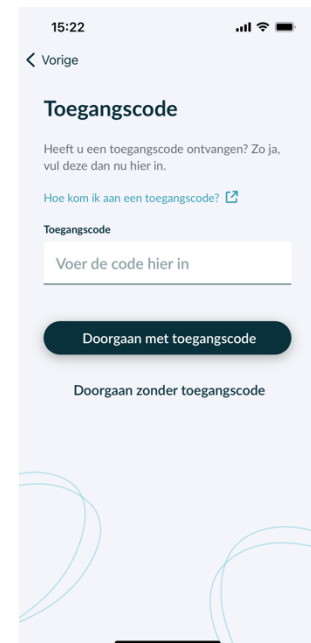 15:22
Vorige
Toegangscode
Heeft u een toegangscode ontvangen? Zo ja,
vul deze dan nu hier in.
Hoe kom ik aan een toegangscode?
Toegangscode
Voer de code hier in
Doorgaan met toegangscode
Doorgaan zonder toegangscode